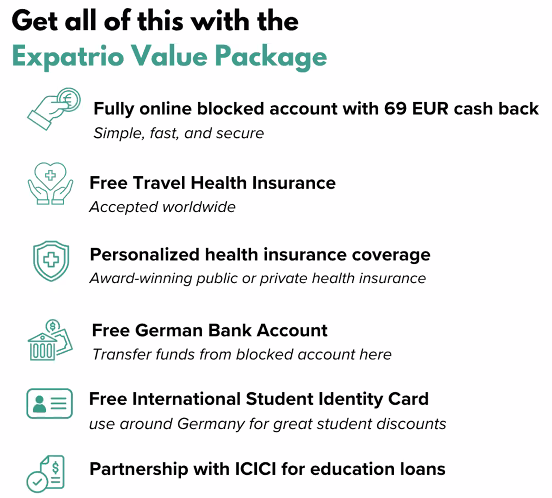 Get all of this with the
Expatrio Value Package
Fully online blocked account with 69 EUR cash back
Simple, fast, and secure
Free Travel Health Insurance
Accepted worldwide
Personalized health insurance coverage
Award-winning public or private health insurance
Free German Bank Account
Transfer funds from blocked account here
Free International Student Identity Card
use around Germany for great student discounts
Partnership with ICICI for education loans